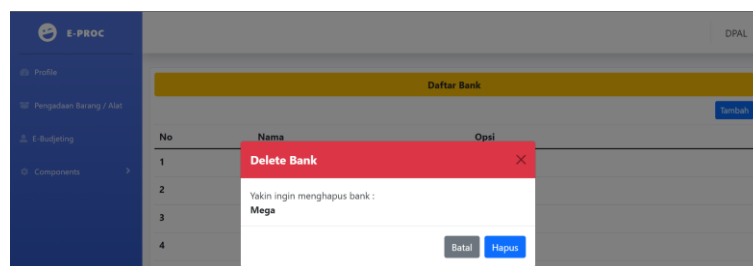 E-PROC
DPAL
Profile
Pengadaan Barang / Alat
E-Budjeting
Components
Daftar Bank
Tambah
No Nama Opsi
1
2
3
4
Delete Bank
Yakin ingin menghapus bank :
Mega
Batal Hapus